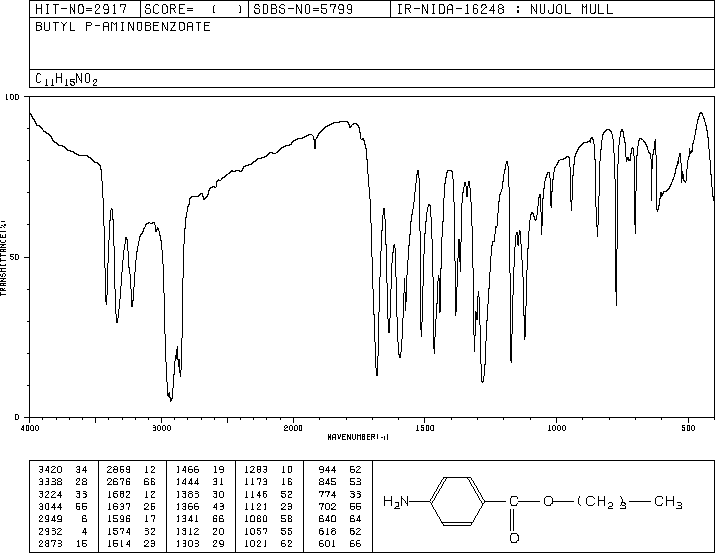 HIT-NO=2917 SCORE= ( ) SDBS-NO=5799 IR-NIDA-16248 : NUJOL MULL
BUTYL P-AMINOBENZOATE
C11H15NO2
100
50
0
TRANSMITTANCE(%)
4000 3000 2000 1500 1000 500
WAVENUMBER(-1)
3420 34 2869 12 1466 19 1283 10 944 62
3338 28 2676 66 1444 31 1173 16 845 53
3224 33 1682 12 1383 30 1146 52 774 33
3044 55 1637 26 1366 43 1121 23 702 55
2949 6 1596 17 1341 66 1080 58 640 64
2932 4 1574 32 1312 20 1057 55 618 62
2873 15 1514 23 1303 29 1021 62 601 66
H2N C O (CH2)3 CH3
O